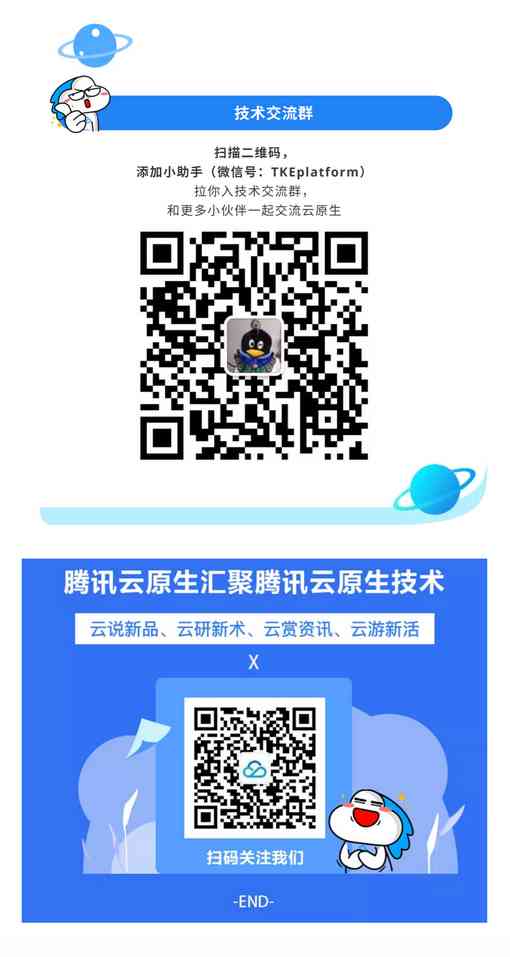 技术交流群
扫描二维码，
添加小助手（微信号：TKEplatform）
拉你入技术交流群，
和更多小伙伴一起交流云原生
腾讯云原生汇聚腾讯云原生技术
云说新品、云研新术、云赏资讯、云游新活
X
扫码关注我们
-END-